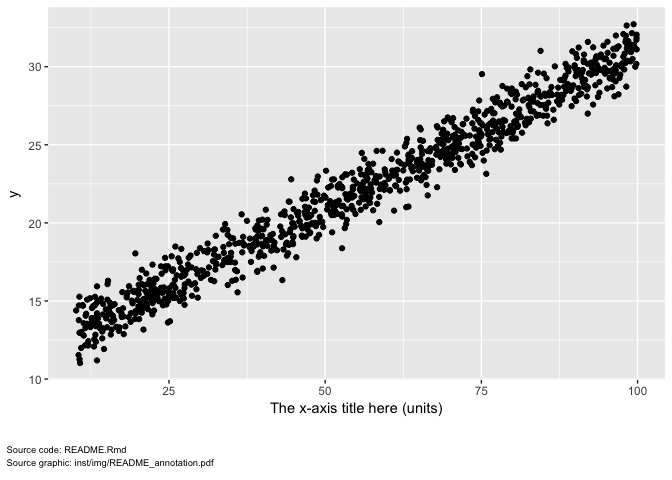 30
25
20
15
10
y
25 50 75 100
The x-axis title here (units)
Source code: README.Rmd
Source graphic: inst/img/README_annotation.pdf